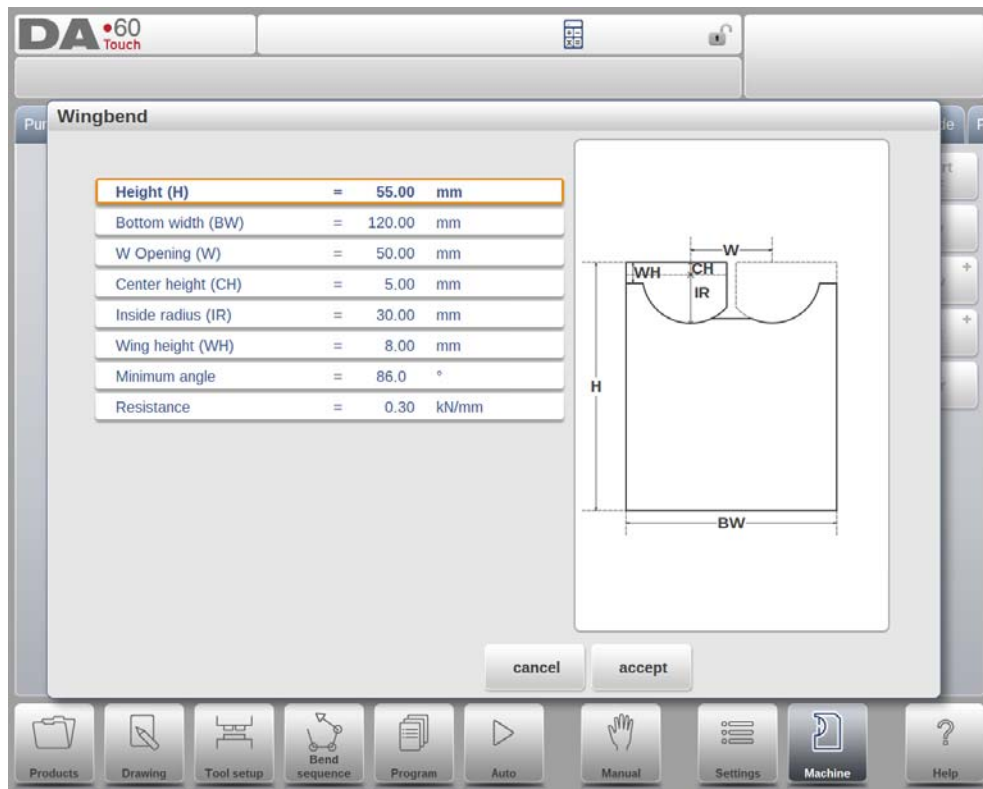 DA•60
Touch
Wingbend
Height (H) = 55.00 mm
Bottom width (BW) = 120.00 mm
W Opening (W) = 50.00 mm
Center height (CH) = 5.00 mm
Inside radius (IR) = 30.00 mm
Wing height (WH) = 8.00 mm
Minimum angle = 86.0 °
Resistance = 0.30 kN/mm
W
WH CH
IR
H
BW
cancel accept
Products Drawing Tool setup Bend sequence Program Auto Manual Settings Machine Help